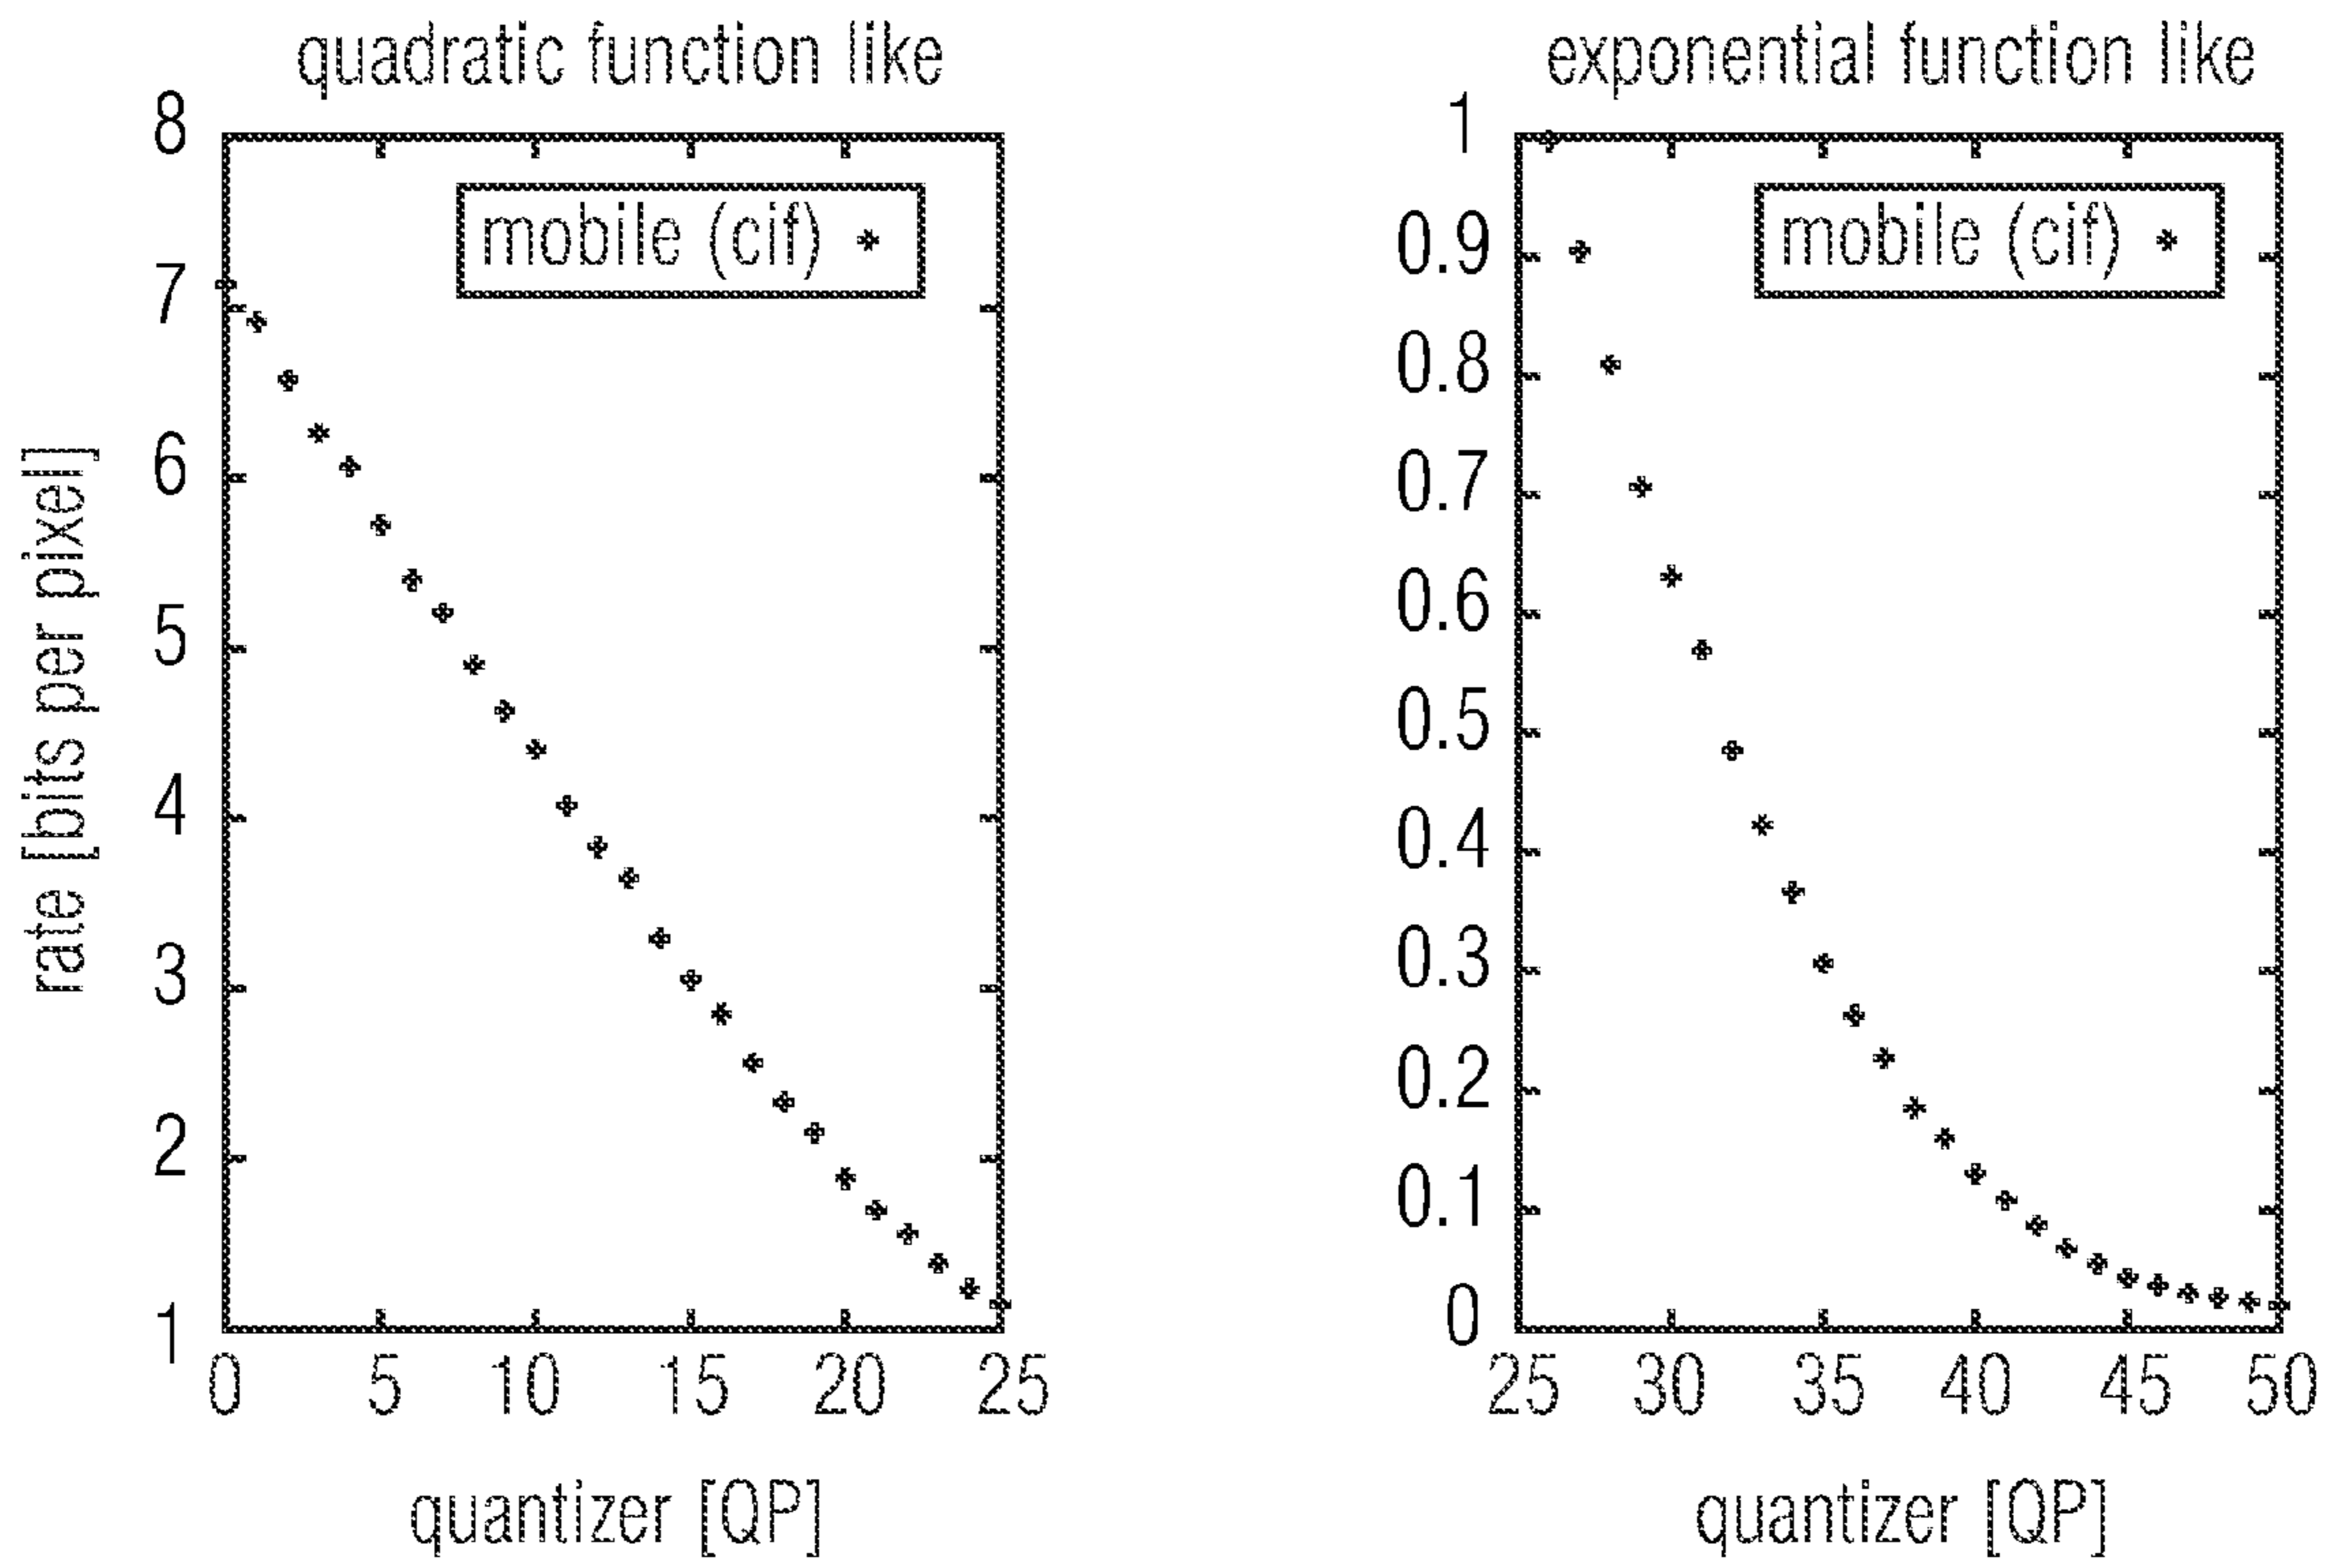 quadratic function like
8
7
6
5
4
3
2
1
rate [bits per pixel]
mobile (cif)
0 5 10 15 20 25
quantizer [QP]
exponential function like
1
0.9
0.8
0.7
0.6
0.5
0.4
0.3
0.2
0.1
0
mobile (cif)
25 30 35 40 45 50
quantizer [QP]